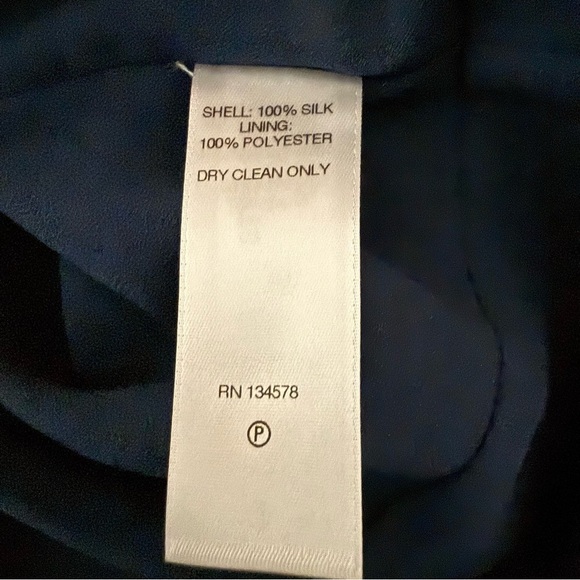 SHELL: 100% SILK
LINING:
100% POLYESTER
DRY CLEAN ONLY
RN 134578
P